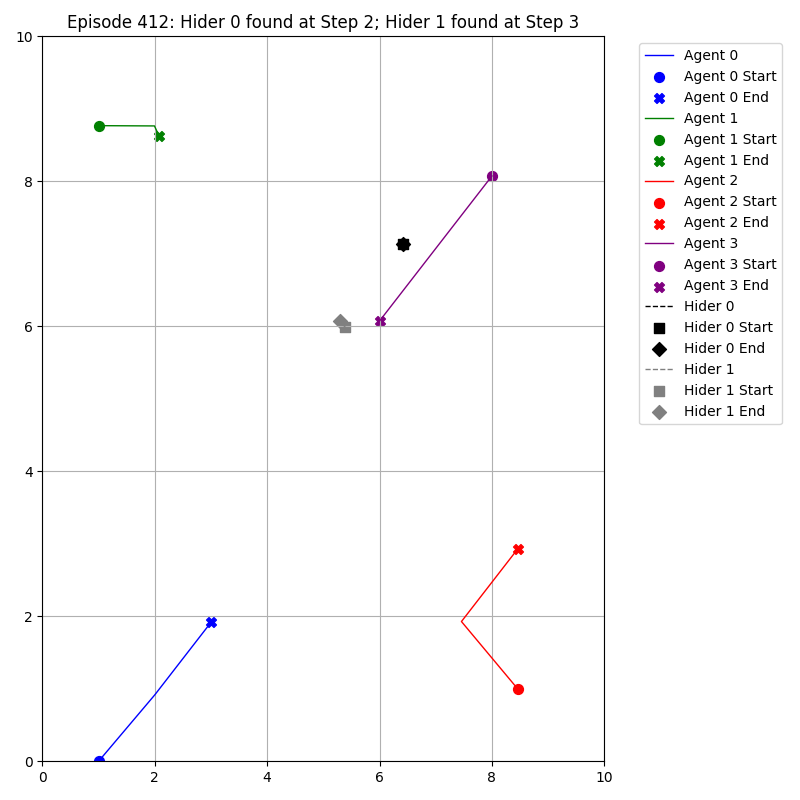 Episode 412: Hider 0 found at Step 2; Hider 1 found at Step 3
10
8
6
4
2
0
0 2 4 6 8 10
Agent 0
Agent 0 Start
Agent 0 End
Agent 1
Agent 1 Start
Agent 1 End
Agent 2
Agent 2 Start
Agent 2 End
Agent 3
Agent 3 Start
Agent 3 End
Hider 0
Hider 0 Start
Hider 0 End
Hider 1
Hider 1 Start
Hider 1 End